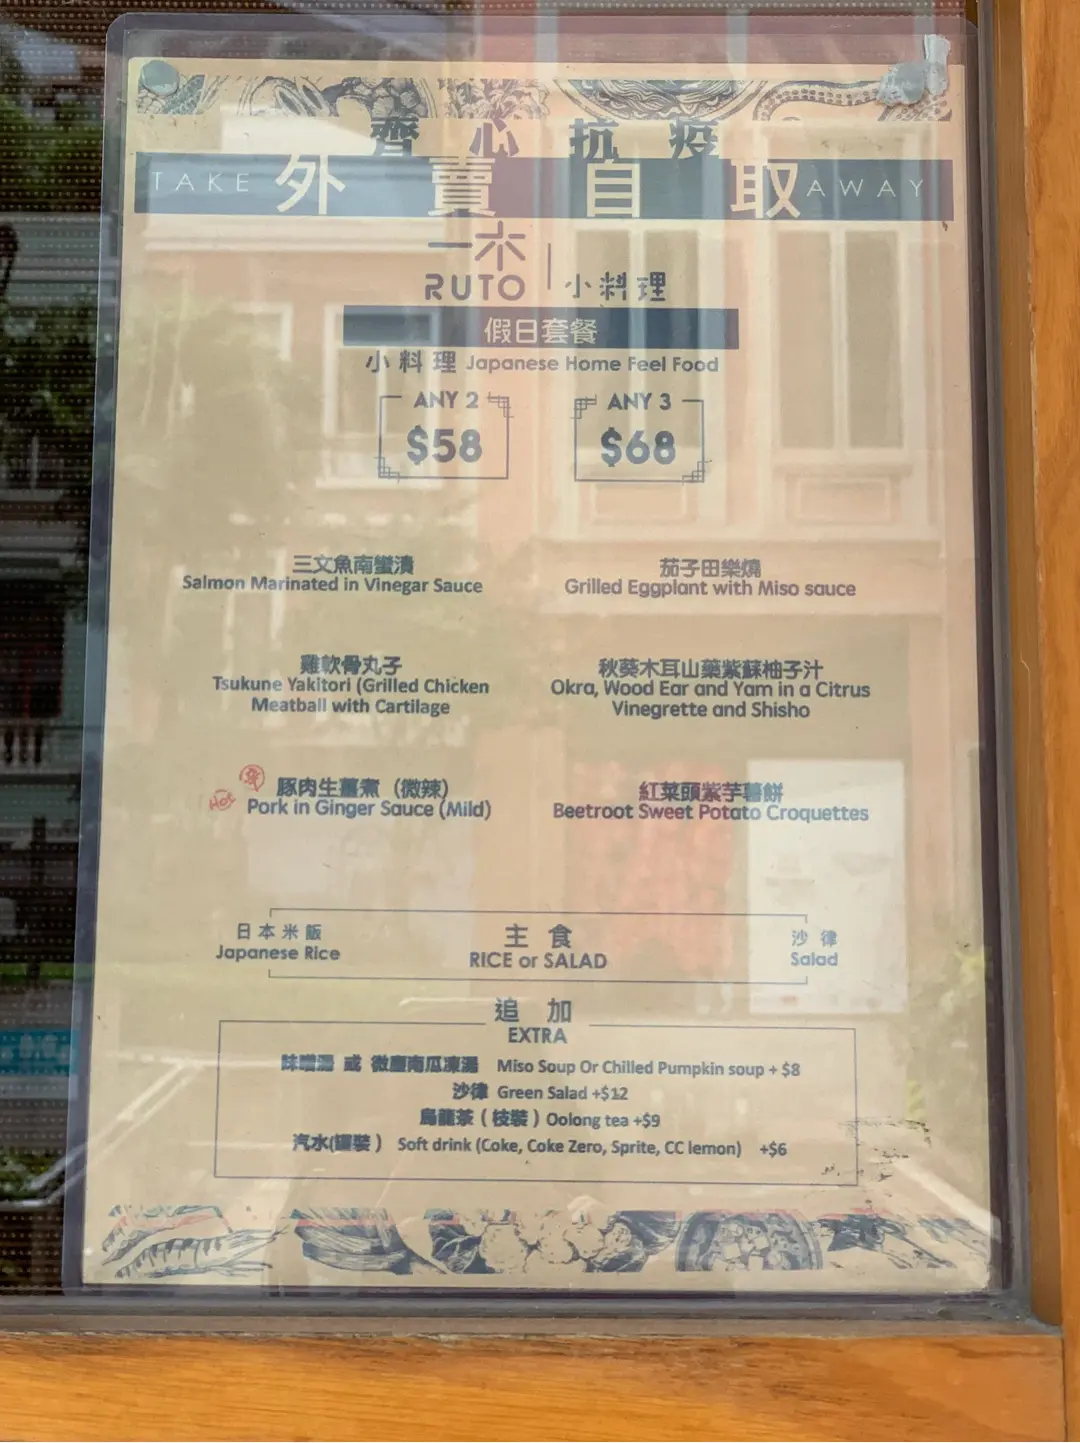 齊心抗疫
TAKE 外賣自取 AWAY
一木
RUTO
小料理
假日套餐
小料理 Japanese Home Feel Food
ANY 2
$58
ANY 3
$68
三文魚南蠻漬
Salmon Marinated in Vinegar Sauce
茄子田樂燒
Grilled Eggplant with Miso sauce
雞軟骨丸子
Tsukune Yakitori (Grilled Chicken
Meatball with Cartilage
秋葵木耳山藥紫蘇柚子汁
Okra, Wood Ear and Yam in a Citrus
Vinegrette and Shisho
Hot
豚肉生薑煮（微辣）
Pork in Ginger Sauce (Mild)
紅菜頭紫芋薯餅
Beetroot Sweet Potato Croquettes
日本米飯
Japanese Rice
主食
RICE or SALAD
沙律
Salad
追加
EXTRA
味噌湯 或 微塵南瓜凍湯 Miso Soup Or Chilled Pumpkin soup + $8
沙律 Green Salad +$12
烏龍茶（枝裝）Oolong tea +$9
汽水(罐裝） Soft drink (Coke, Coke Zero, Sprite, CC lemon) +$6